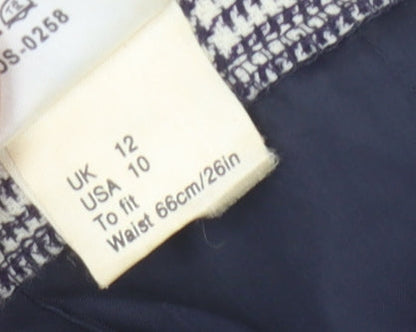 OS-0258
UK 12
USA 10
To fit
Waist 66cm/26in